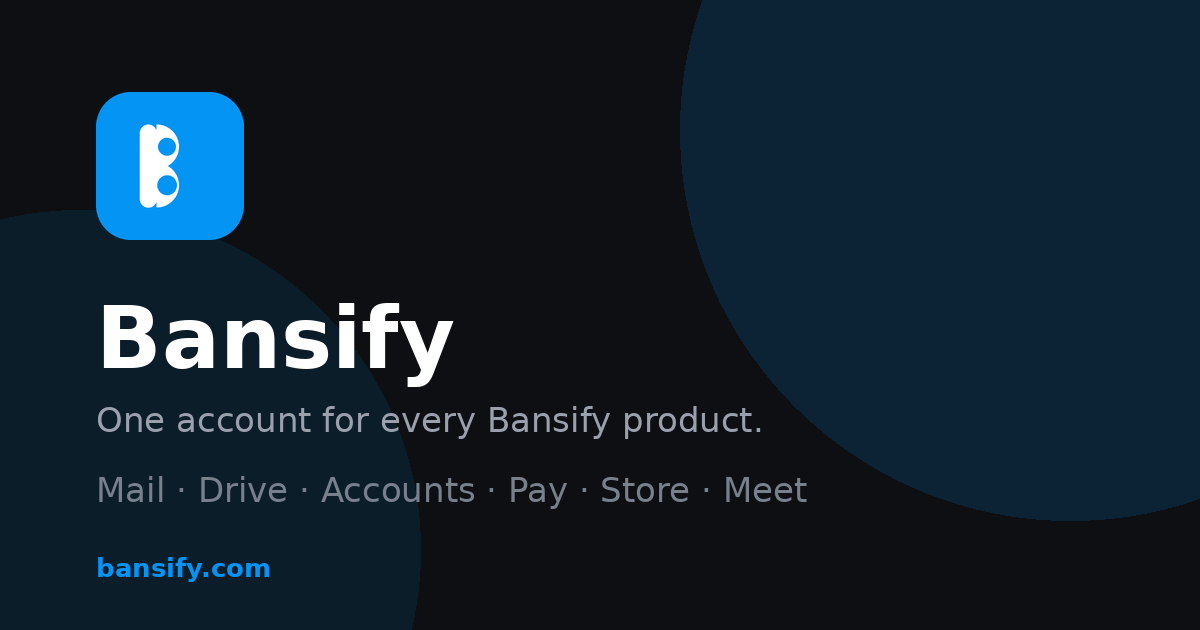 B
Bansify
One account for every Bansify product.
Mail · Drive · Accounts · Pay · Store · Meet
bansify.com